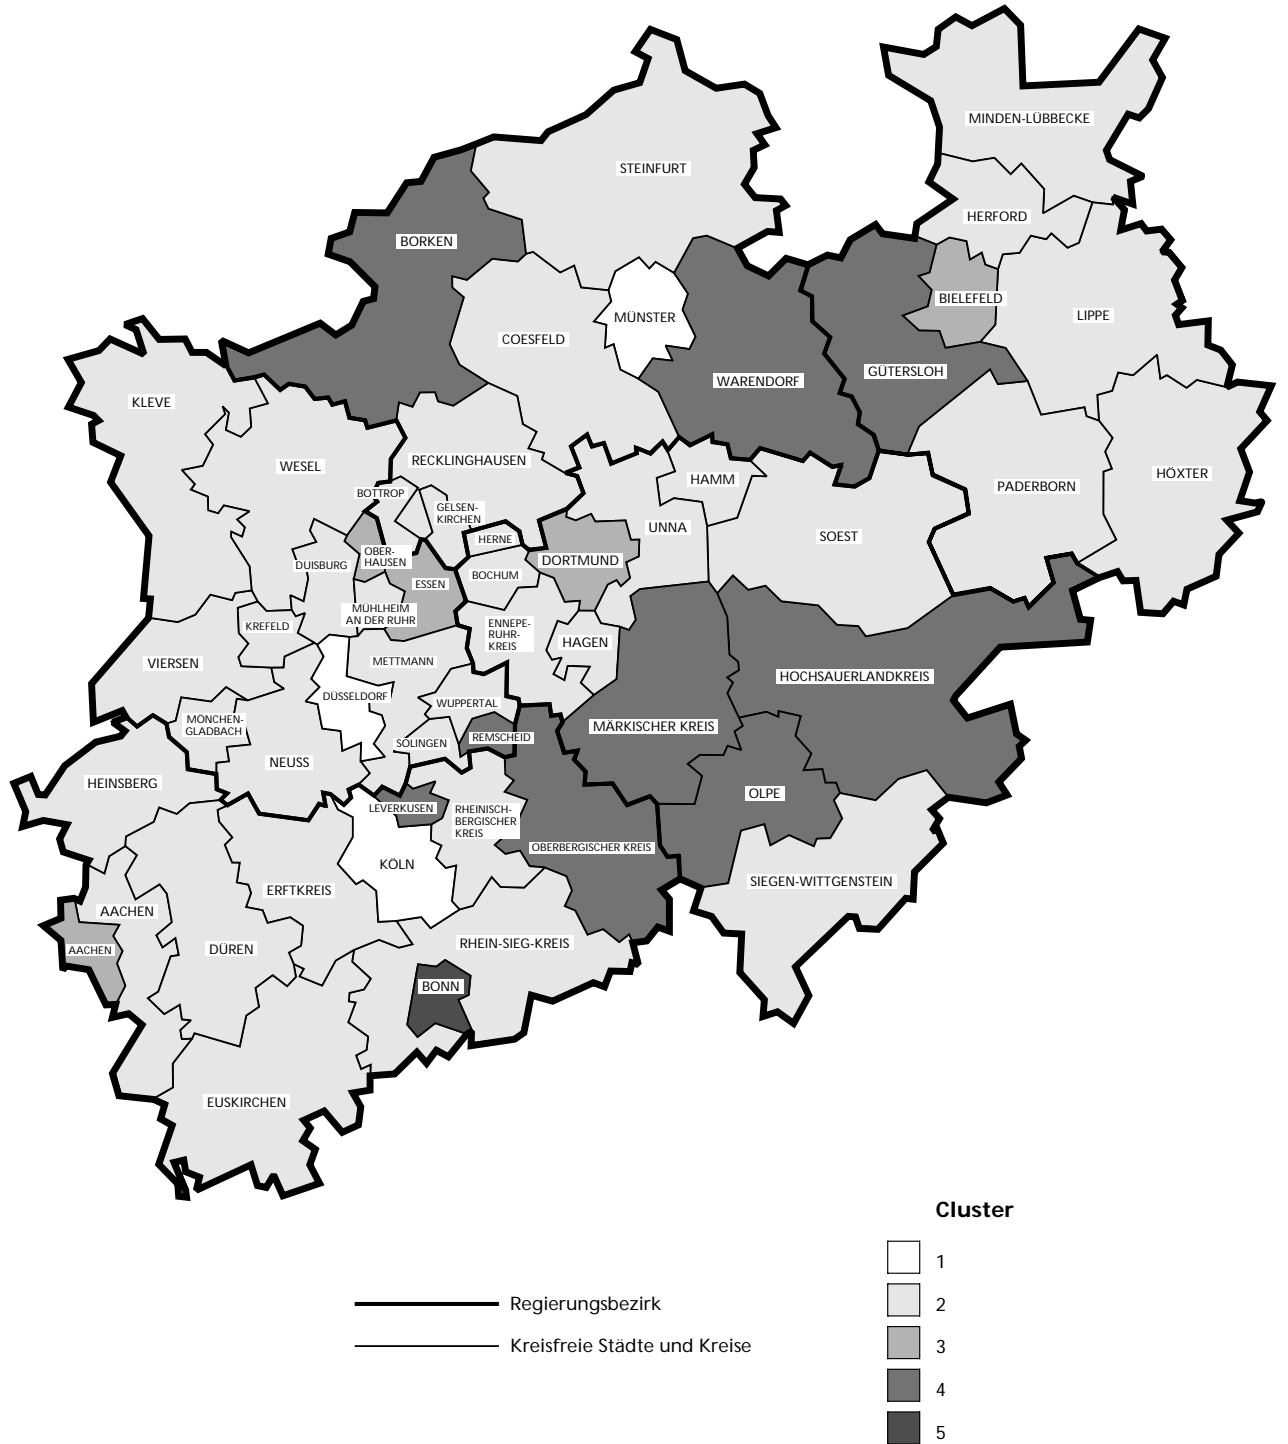 MINDEN-LÜBBECKE
STEINFURT
HERFORD
BORKEN
BIELEFELD
LIPPE
MÜNSTER
COESFELD
GÜTERSLOH
WARENDORF
KLEVE
RECKLINGHAUSEN
WESEL
HÖXTER
HAMM
PADERBORN
BOTTROP
GELSEN-
KIRCHEN
UNNA
SOEST
HERNE
OBER-
HAUSEN
DORTMUND
DUISBURG
BOCHUM
ESSEN
MÜHLHEIM
AN DER RUHR
KREFELD
ENNEPE-
RUHR-
KREIS
HAGEN
VIERSEN
METTMANN
HOCHSAUERLANDKREIS
DÜSSELDORF
WUPPERTAL
MÖNCHEN-
GLADBACH
MÄRKISCHER KREIS
REMSCHEID
SOLINGEN
NEUSS
HEINSBERG
OLPE
LEVERKUSEN
RHEINISCH-
BERGISCHER
KREIS
OBERBERGISCHER KREIS
KÖLN
SIEGEN-WITTGENSTEIN
ERFTKREIS
AACHEN
RHEIN-SIEG-KREIS
AACHEN
DÜREN
BONN
EUSKIRCHEN
Cluster
1
2
3
4
5
Regierungsbezirk
Kreisfreie Städte und Kreise